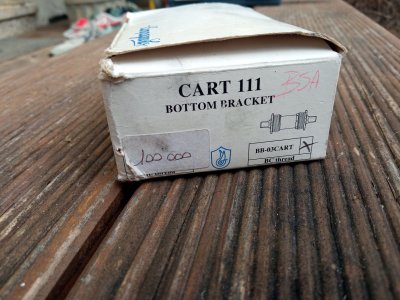 CART 111
BSA
BOTTOM BRACKET
100 000
BB-03CART
BC thread